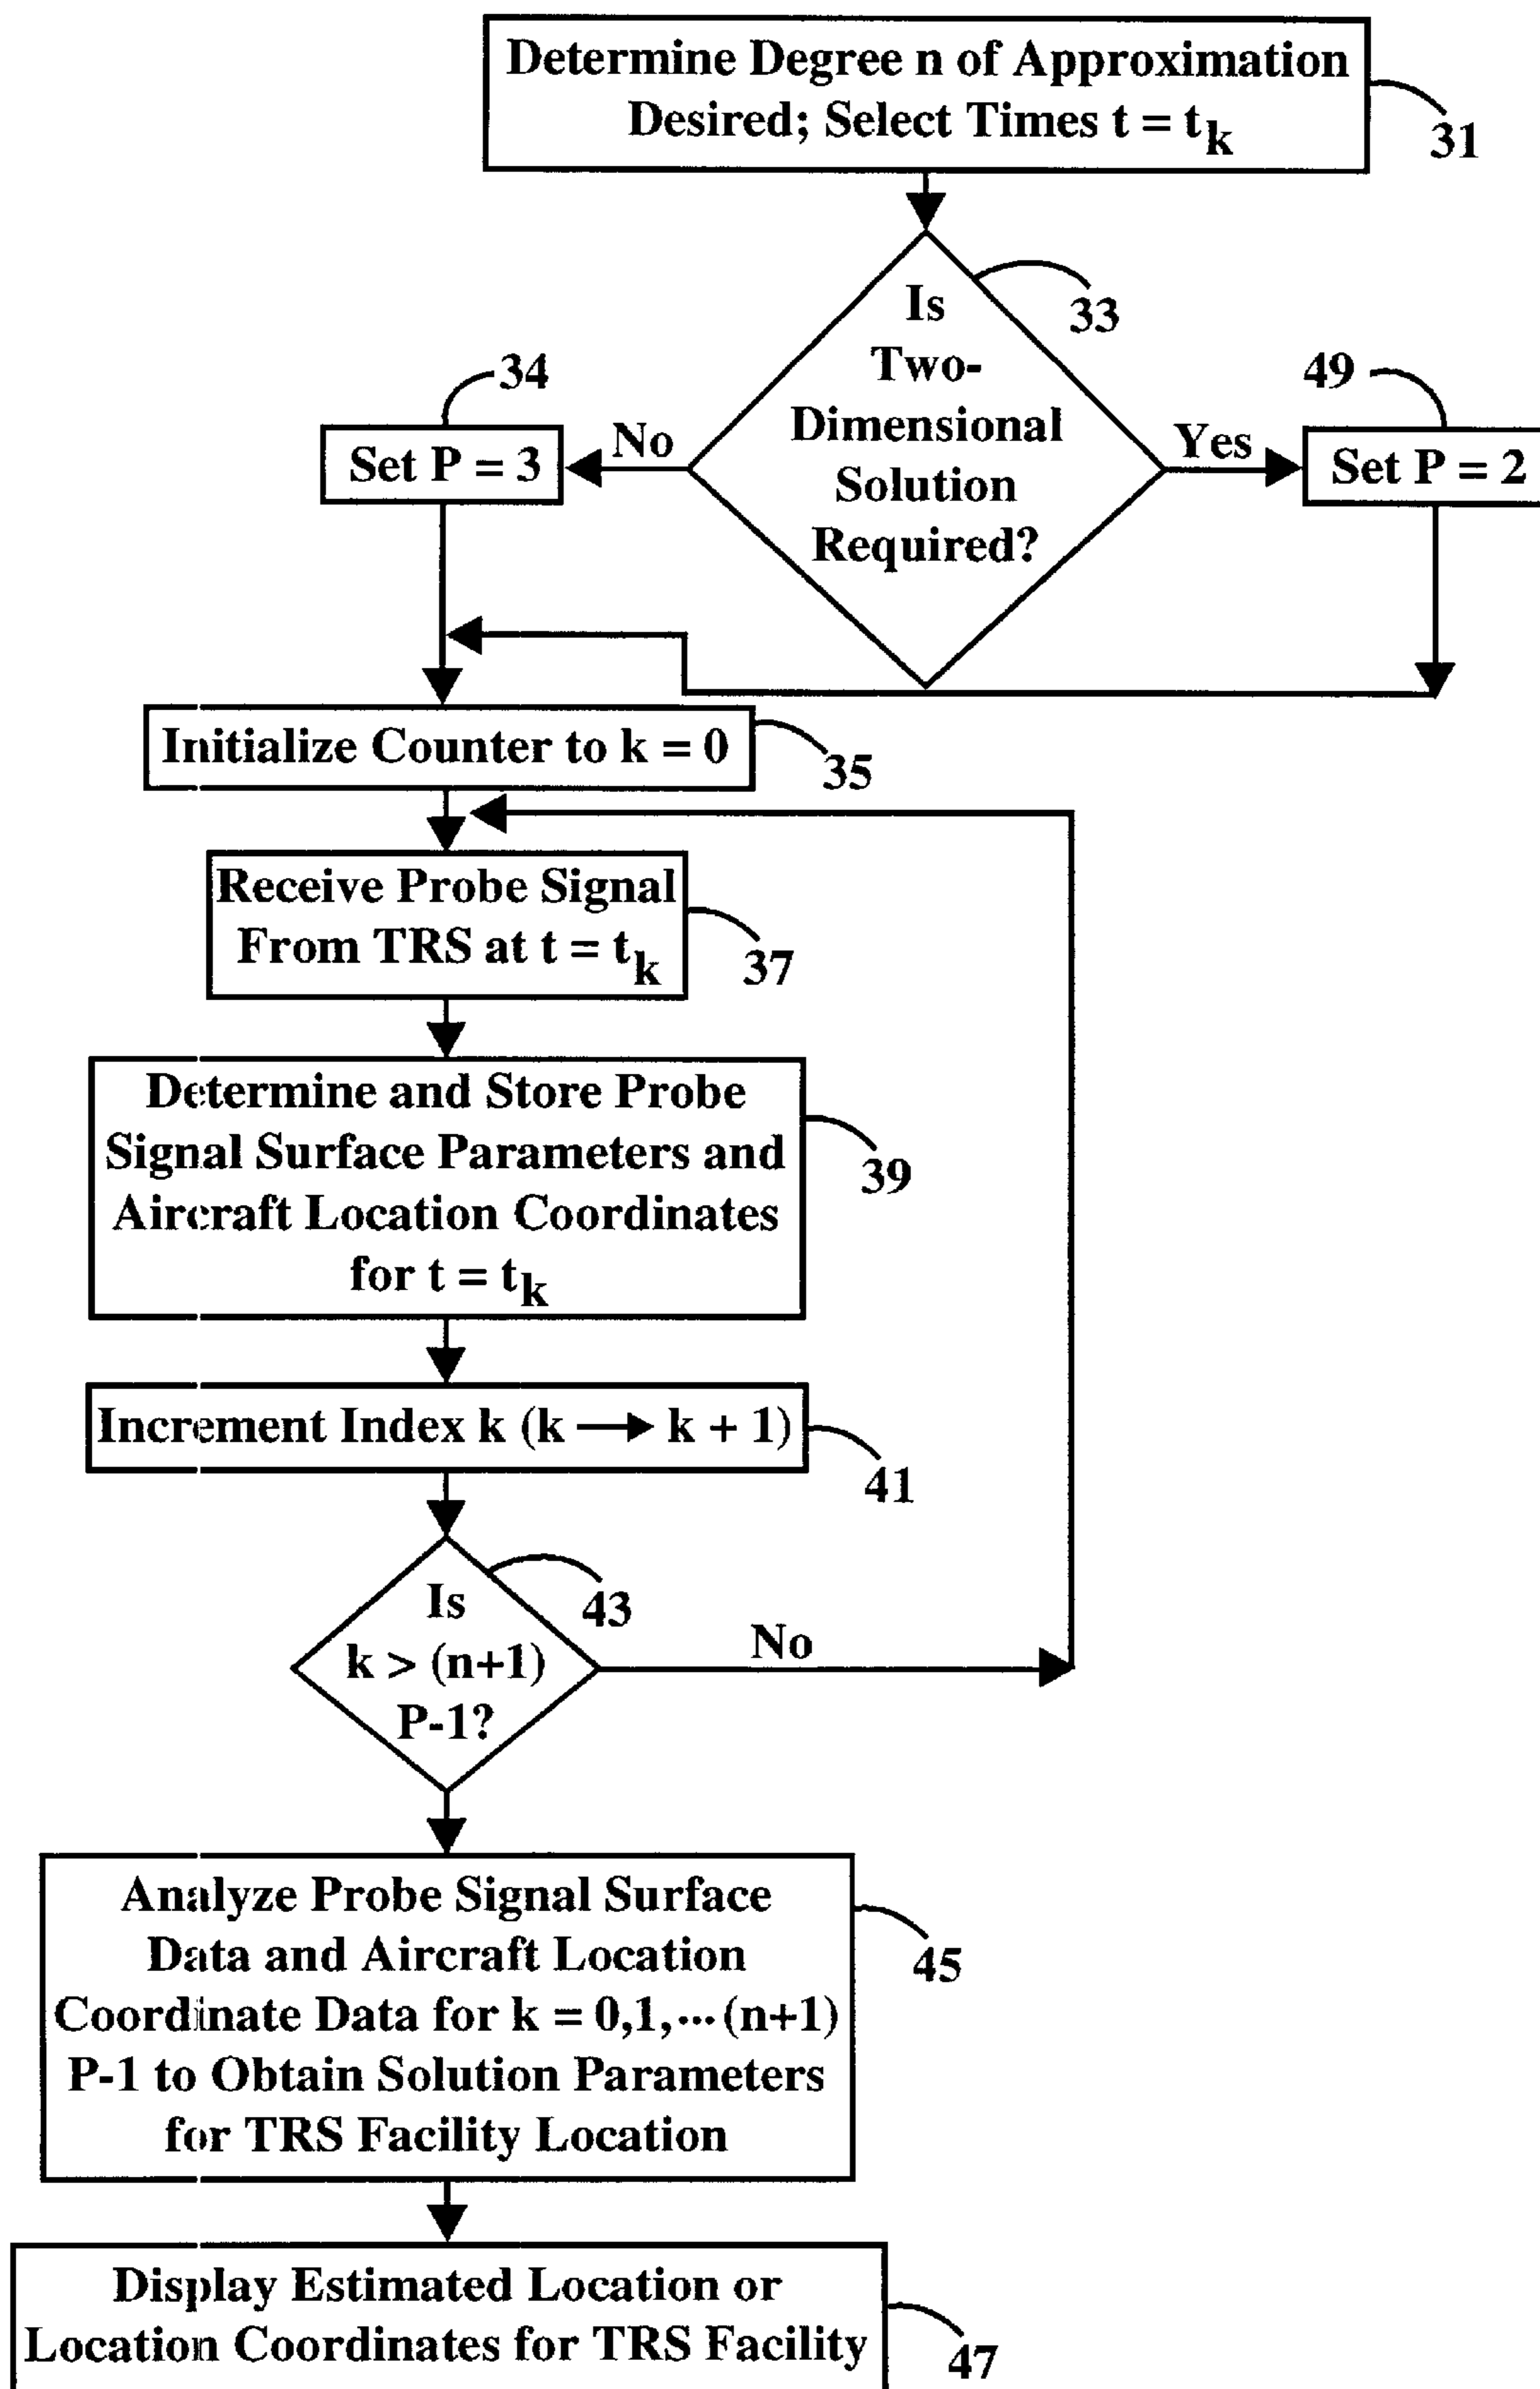 Determine Degree n of Approximation
Desired; Select Times t = tk
31
Is
Two-
Dimensional
Solution
Required?
33
No
34
Set P = 3
Yes
49
Set P = 2
Initialize Counter to k = 0
35
Receive Probe Signal
From TRS at t = tk
37
Determine and Store Probe
Signal Surface Parameters and
Aircraft Location Coordinates
for t = tk
39
Increment Index k (k → k + 1)
41
Is
k > (n+1)
P-1?
43
No
Analyze Probe Signal Surface
Data and Aircraft Location
Coordinate Data for k = 0,1,···(n+1)
P-1 to Obtain Solution Parameters
for TRS Facility Location
45
Display Estimated Location or
Location Coordinates for TRS Facility
47